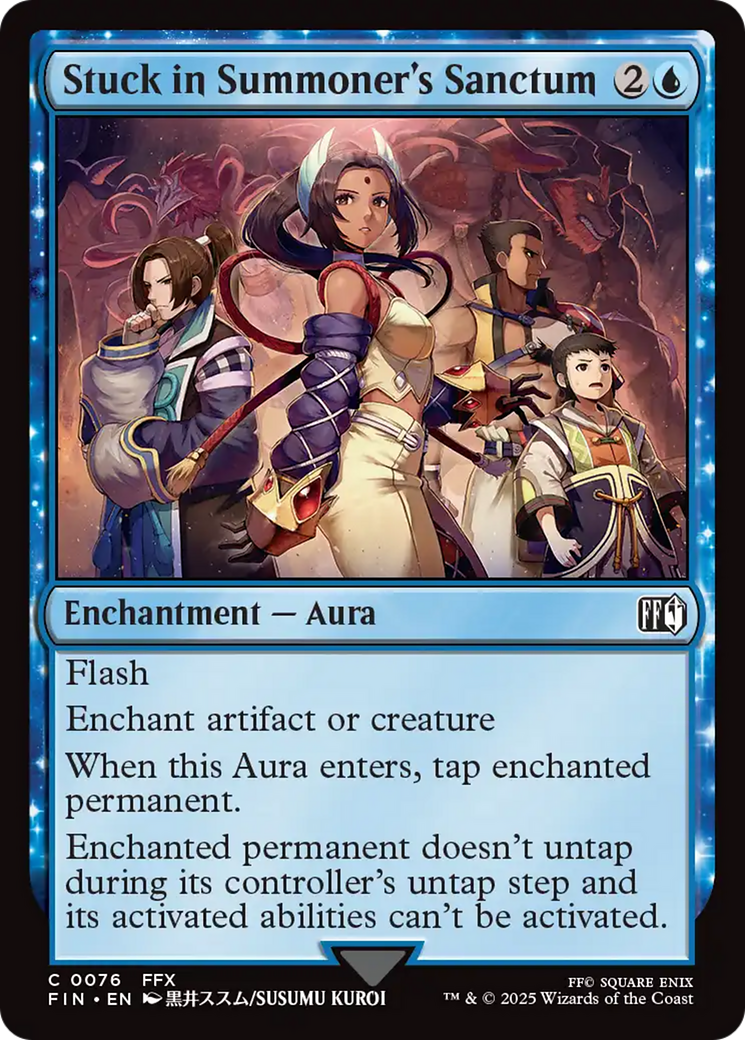 Stuck in Summoner's Sanctum 2
Enchantment — Aura
FF
Flash
Enchant artifact or creature
When this Aura enters, tap enchanted
permanent.
Enchanted permanent doesn't untap
during its controller's untap step and
its activated abilities can't be activated.
C 0076 FFX
FIN • EN 黒井ススム/SUSUMU KUROI
FF© SQUARE ENIX
™ & © 2025 Wizards of the Coast